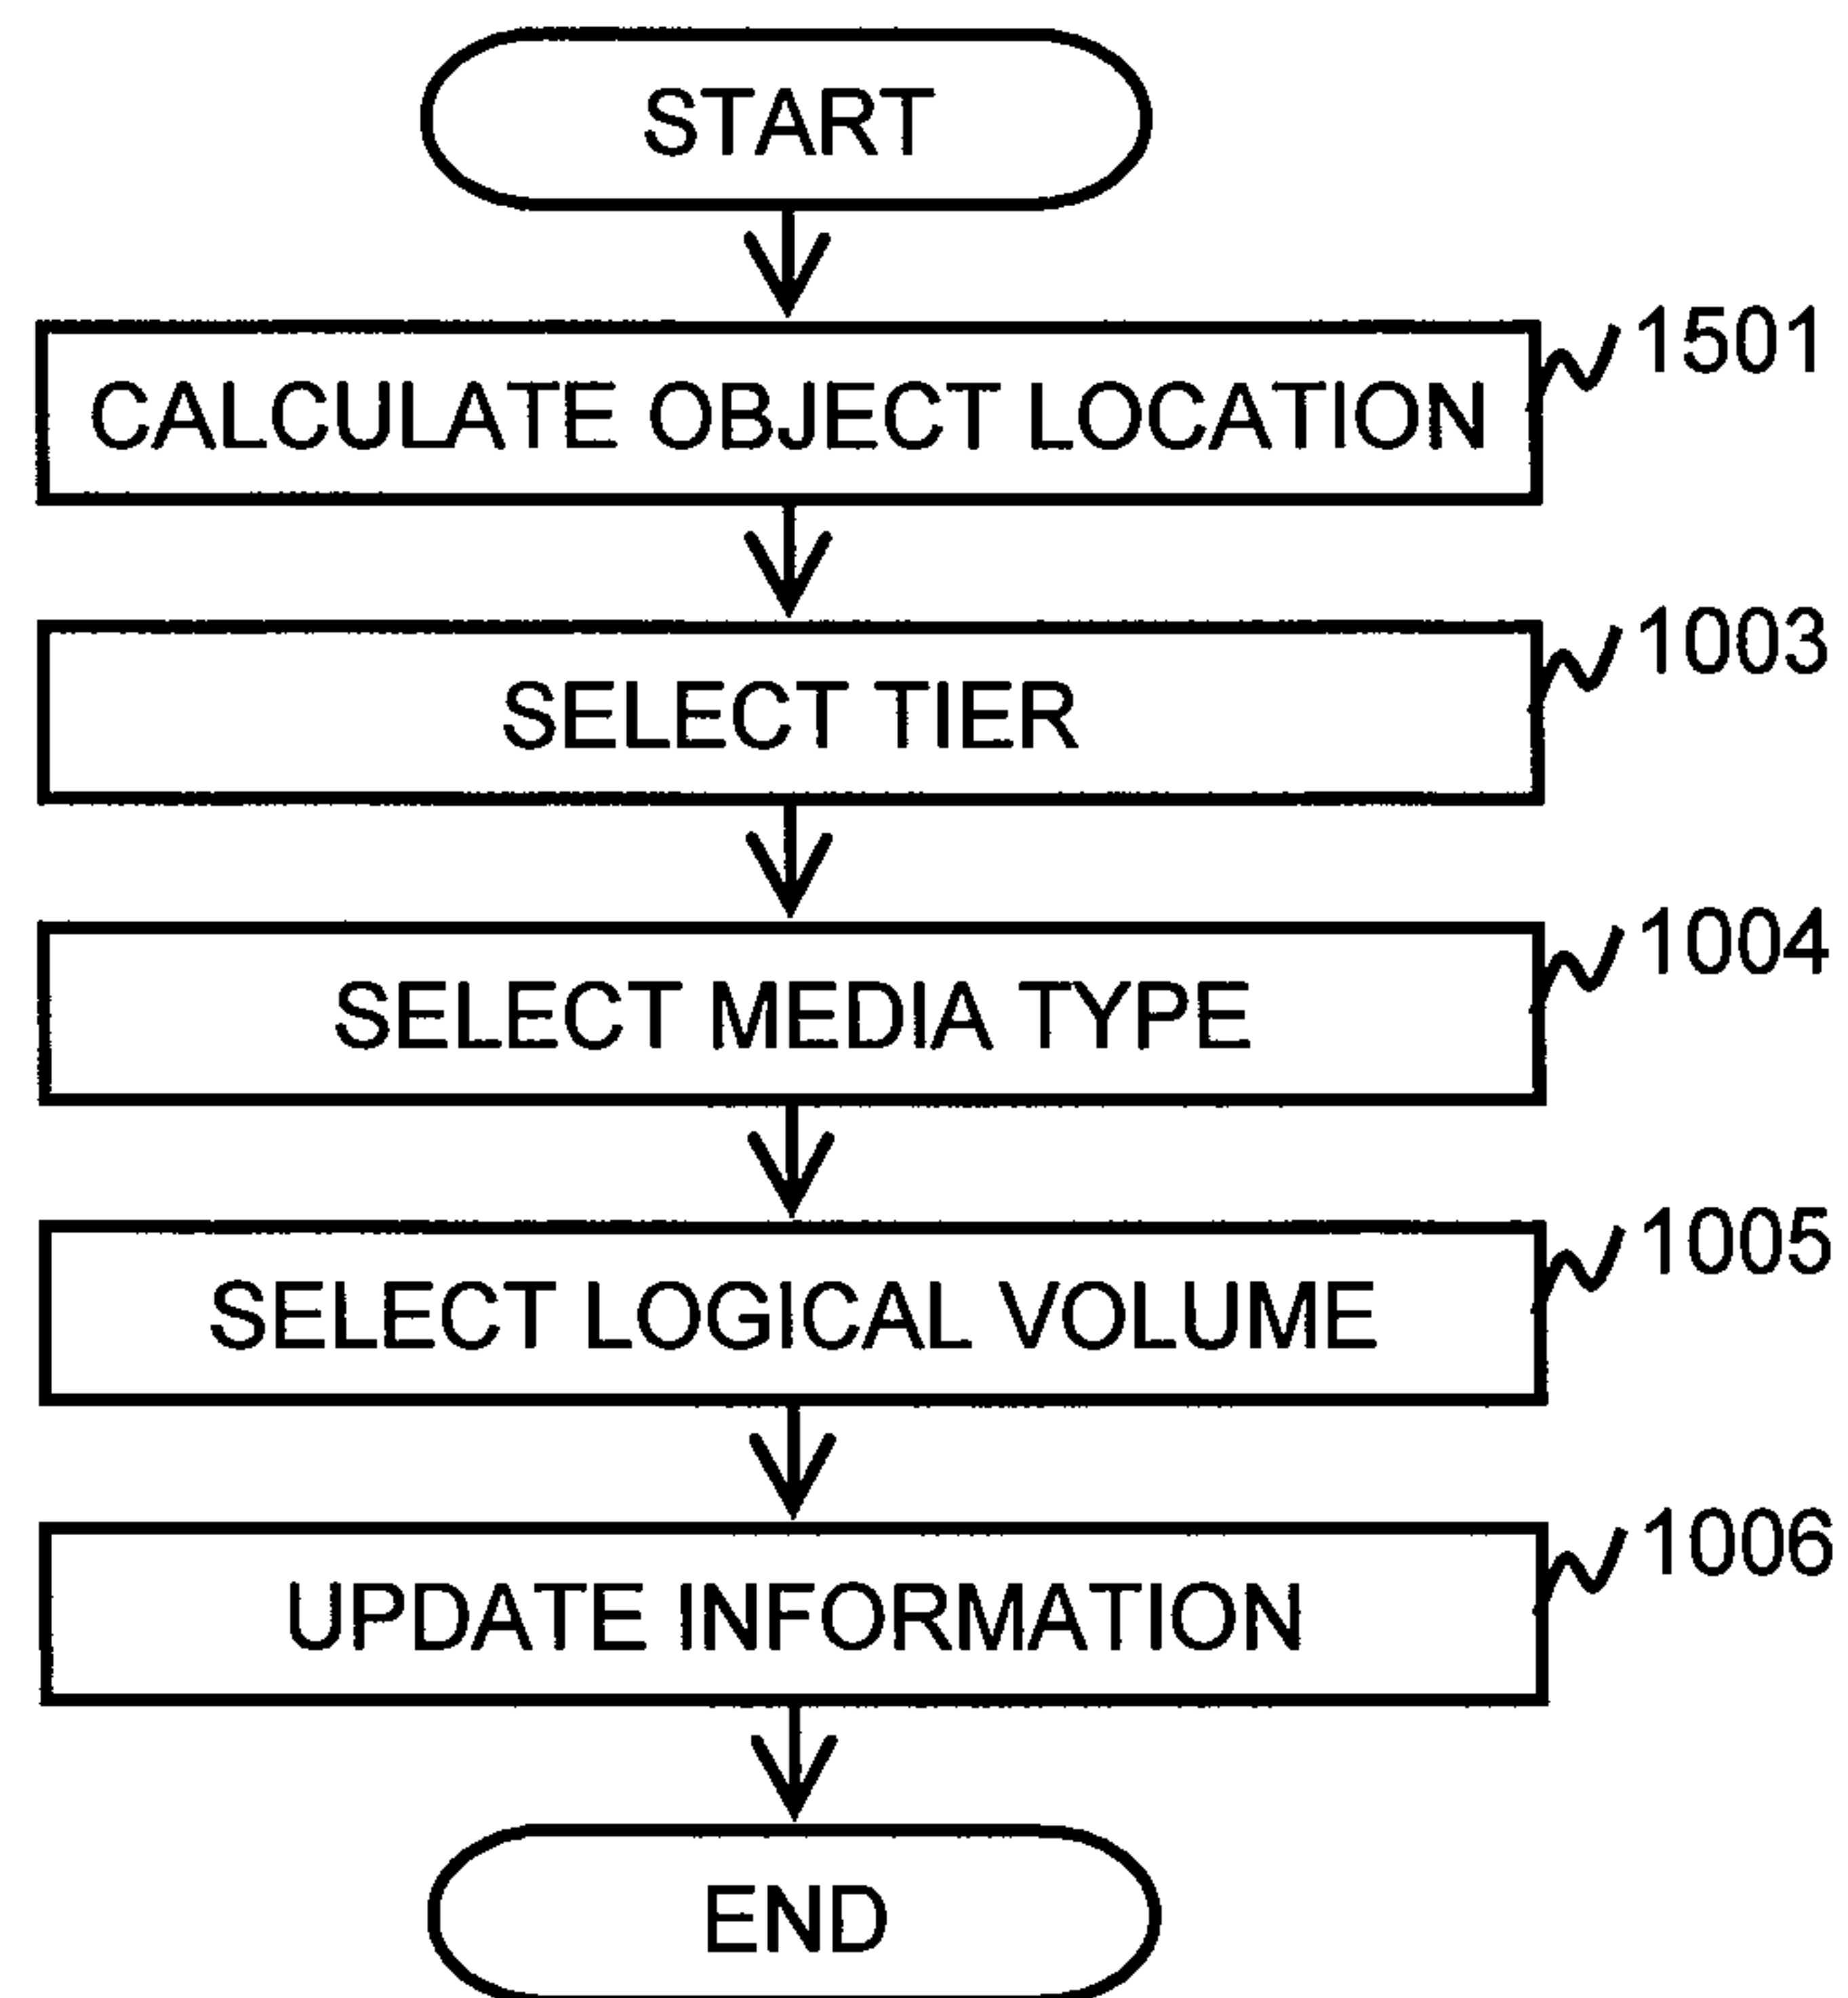 START
CALCULATE OBJECT LOCATION
1501
SELECT TIER
1003
SELECT MEDIA TYPE
1004
SELECT LOGICAL VOLUME
1005
UPDATE INFORMATION
1006
END